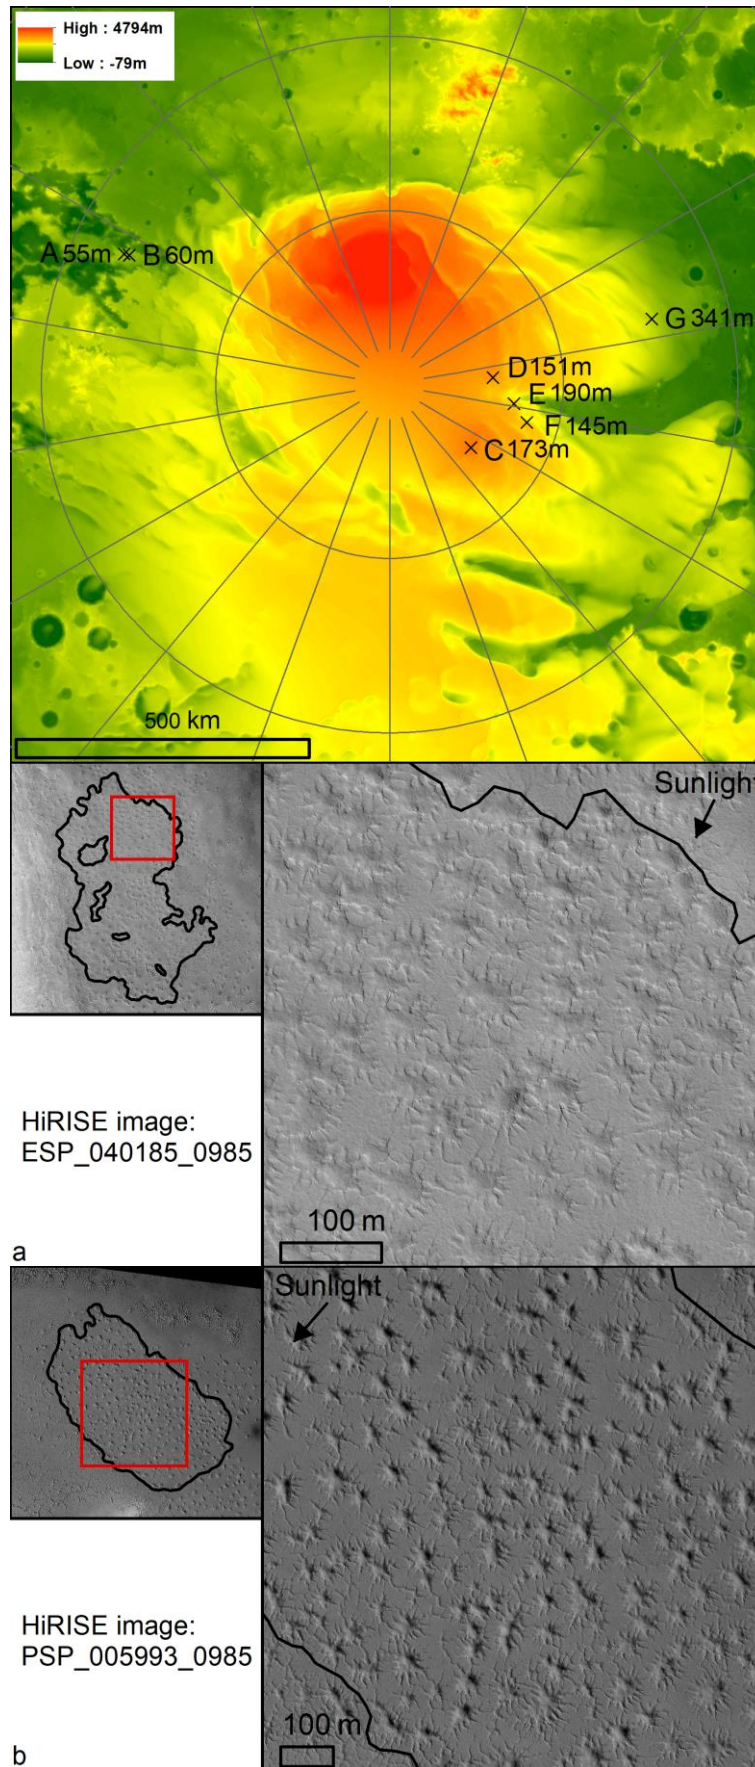 High : 4794m
Low : -79m
A 55m
B 60m
G 341m
D 151m
E 190m
F 145m
C 173m
500 km
Sunlight
HiRISE image:
ESP_040185_0985
100 m
a
Sunlight
HiRISE image:
PSP_005993_0985
100 m
b